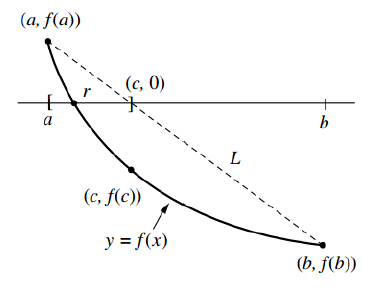 (a, f(a))
r
(c, 0)
[
]
a
b
L
(c, f(c))
y = f(x)
(b, f(b))